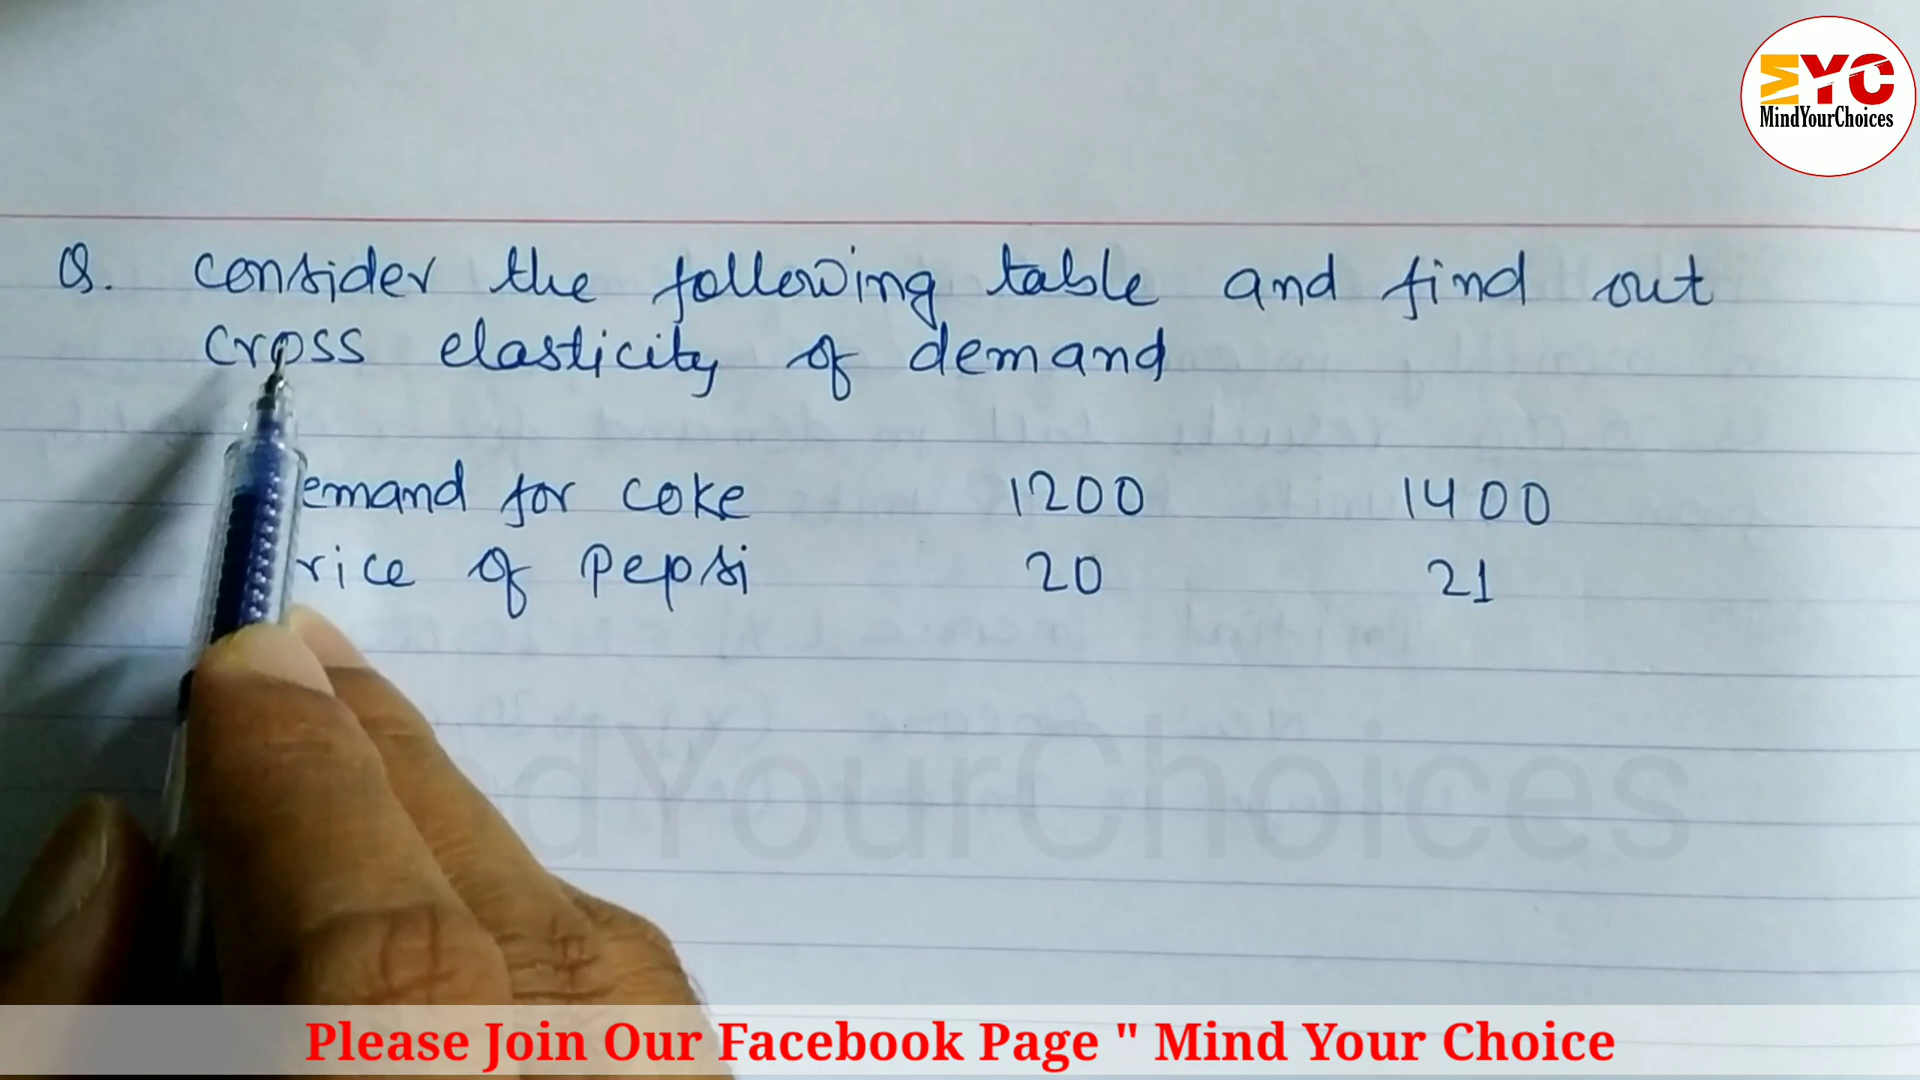 MYC
MindYourChoices
Q. consider the following table and find out
cross elasticity of demand
emand for coke 1200 1400
rice of pepsi 20 21
MindYourChoices
Please Join Our Facebook Page " Mind Your Choice